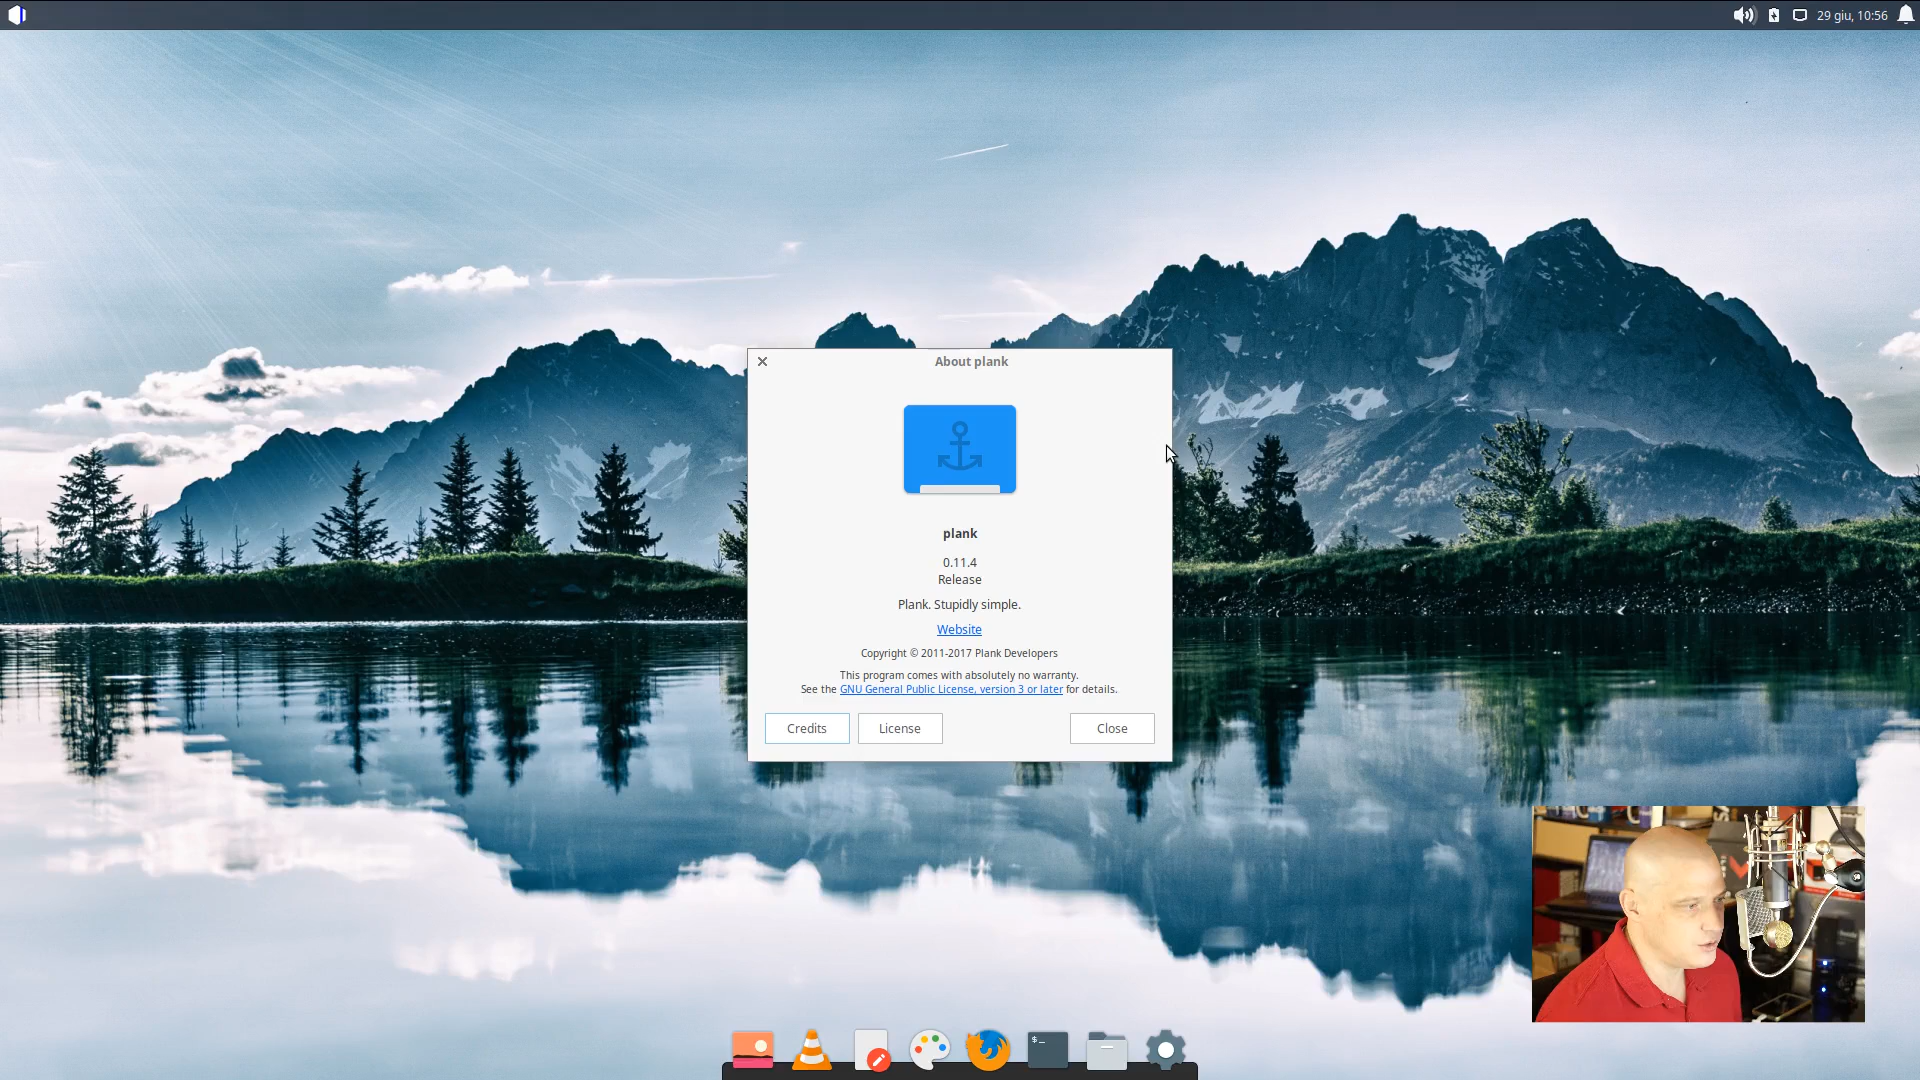 29 giu, 10:56
About plank
plank
0.11.4
Release
Plank. Stupidly simple.
Website
Copyright © 2011-2017 Plank Developers
This program comes with absolutely no warranty.
See the GNU General Public License, version 3 or later for details.
Credits
License
Close
$_